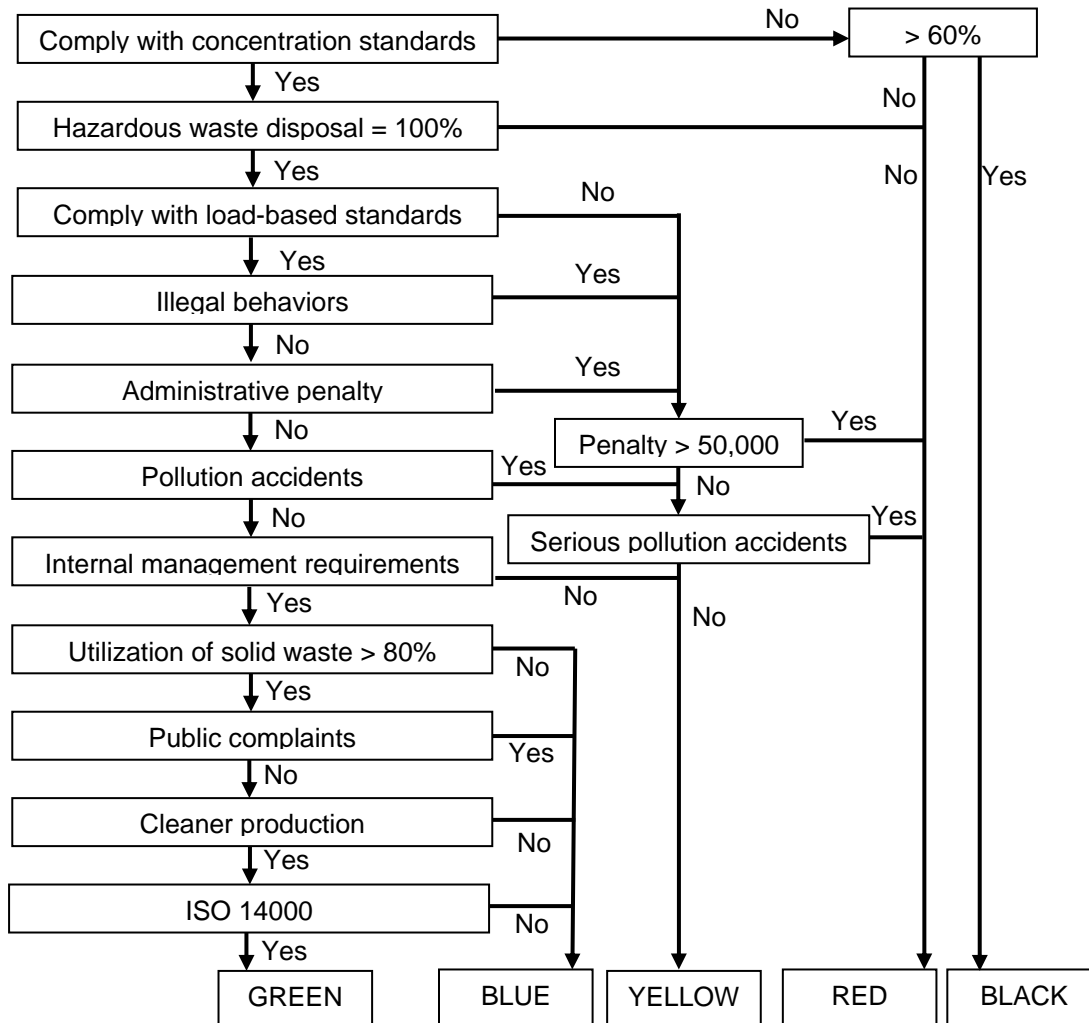 Comply with concentration standards
No
> 60%
Yes
No
Hazardous waste disposal = 100%
Yes
No
No
Yes
Comply with load-based standards
Yes
Yes
Illegal behaviors
No
Yes
Administrative penalty
No
Yes
Penalty > 50,000
Yes
Pollution accidents
No
No
Yes
Serious pollution accidents
Internal management requirements
No
Yes
No
Utilization of solid waste > 80%
No
Yes
Public complaints
Yes
No
Cleaner production
No
Yes
ISO 14000
No
Yes
GREEN
BLUE
YELLOW
RED
BLACK